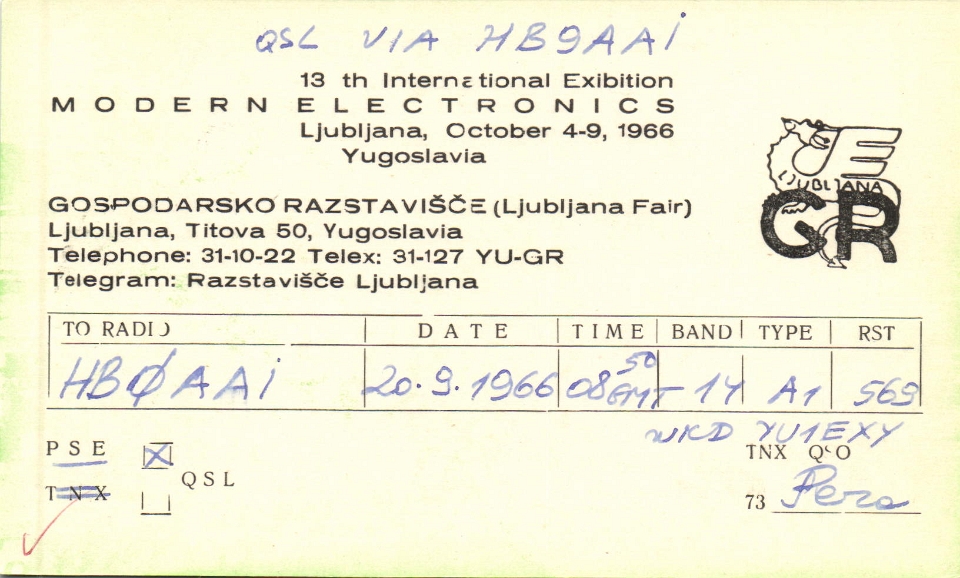 QSL VIA HB9AAI
13 th International Exibition
MODERN ELECTRONICS
Ljubljana, October 4-9, 1966
Yugoslavia
JE
LJUBLJANA
GR
GOSPODARSKO RAZSTAVIŠČE (Ljubljana Fair)
Ljubljana, Titova 50, Yugoslavia
Telephone: 31-10-22 Telex: 31-127 YU-GR
Telegram: Razstavišče Ljubljana
TO RADIO DATE TIME BAND TYPE RST
HBØAAI 20.9.1966 0850 GMT 14 A1 569
WKD YU1EXY
PSE
QSL
TNX
TNX QSO
73 Pero